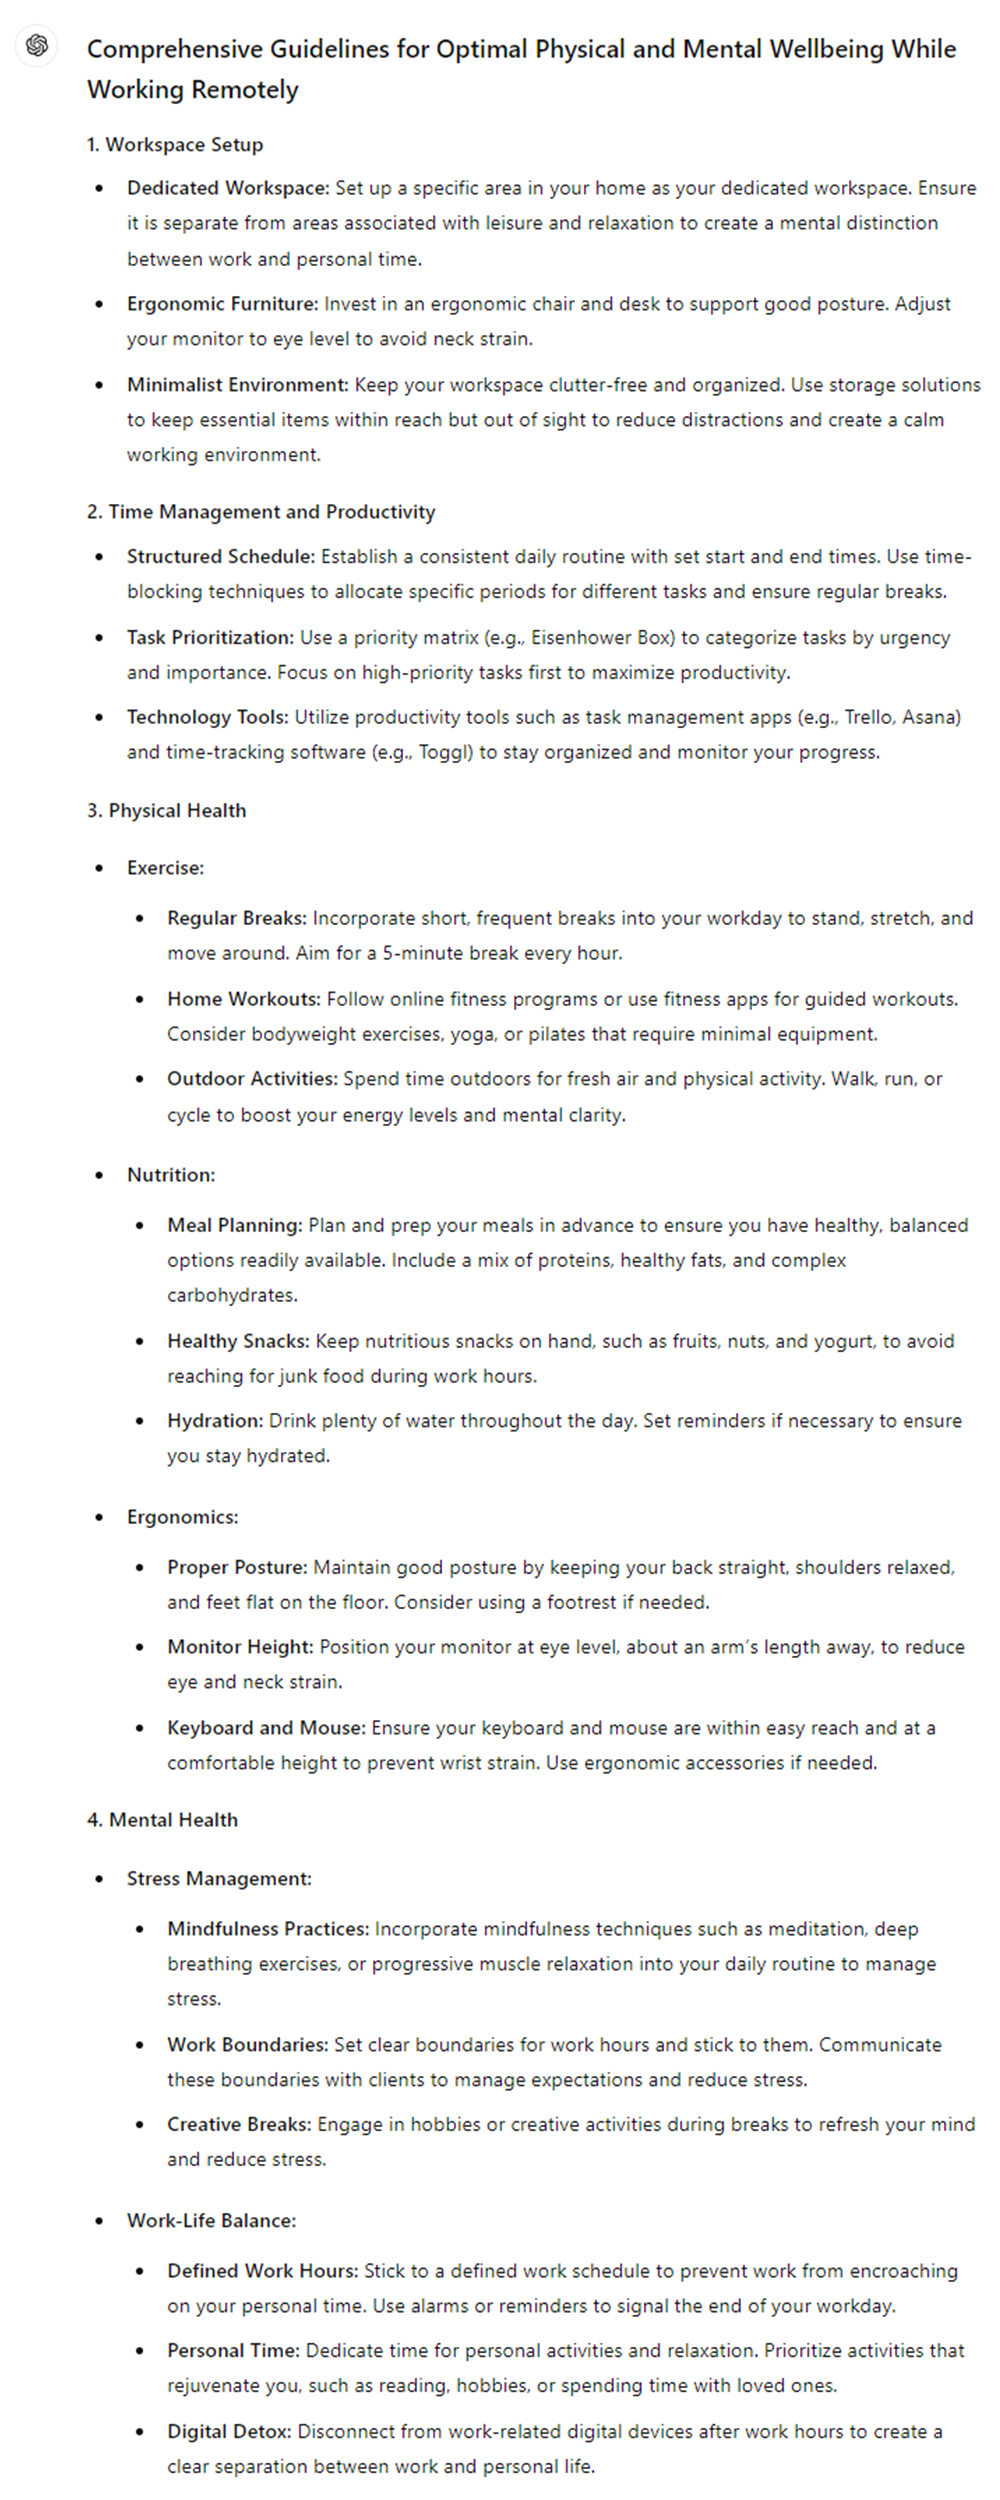 Comprehensive Guidelines for Optimal Physical and Mental Wellbeing While
Working Remotely
1. Workspace Setup
• Dedicated Workspace: Set up a specific area in your home as your dedicated workspace. Ensure
it is separate from areas associated with leisure and relaxation to create a mental distinction
between work and personal time.
• Ergonomic Furniture: Invest in an ergonomic chair and desk to support good posture. Adjust
your monitor to eye level to avoid neck strain.
• Minimalist Environment: Keep your workspace clutter-free and organized. Use storage solutions
to keep essential items within reach but out of sight to reduce distractions and create a calm
working environment.
2. Time Management and Productivity
• Structured Schedule: Establish a consistent daily routine with set start and end times. Use time-
blocking techniques to allocate specific periods for different tasks and ensure regular breaks.
• Task Prioritization: Use a priority matrix (e.g., Eisenhower Box) to categorize tasks by urgency
and importance. Focus on high-priority tasks first to maximize productivity.
• Technology Tools: Utilize productivity tools such as task management apps (e.g., Trello, Asana)
and time-tracking software (e.g., Toggl) to stay organized and monitor your progress.
3. Physical Health
• Exercise:
• Regular Breaks: Incorporate short, frequent breaks into your workday to stand, stretch, and
move around. Aim for a 5-minute break every hour.
• Home Workouts: Follow online fitness programs or use fitness apps for guided workouts.
Consider bodyweight exercises, yoga, or pilates that require minimal equipment.
• Outdoor Activities: Spend time outdoors for fresh air and physical activity. Walk, run, or
cycle to boost your energy levels and mental clarity.
• Nutrition:
• Meal Planning: Plan and prep your meals in advance to ensure you have healthy, balanced
options readily available. Include a mix of proteins, healthy fats, and complex
carbohydrates.
• Healthy Snacks: Keep nutritious snacks on hand, such as fruits, nuts, and yogurt, to avoid
reaching for junk food during work hours.
• Hydration: Drink plenty of water throughout the day. Set reminders if necessary to ensure
you stay hydrated.
• Ergonomics:
• Proper Posture: Maintain good posture by keeping your back straight, shoulders relaxed,
and feet flat on the floor. Consider using a footrest if needed.
• Monitor Height: Position your monitor at eye level, about an arm's length away, to reduce
eye and neck strain.
• Keyboard and Mouse: Ensure your keyboard and mouse are within easy reach and at a
comfortable height to prevent wrist strain. Use ergonomic accessories if needed.
4. Mental Health
• Stress Management:
• Mindfulness Practices: Incorporate mindfulness techniques such as meditation, deep
breathing exercises, or progressive muscle relaxation into your daily routine to manage
stress.
• Work Boundaries: Set clear boundaries for work hours and stick to them. Communicate
these boundaries with clients to manage expectations and reduce stress.
• Creative Breaks: Engage in hobbies or creative activities during breaks to refresh your mind
and reduce stress.
• Work-Life Balance:
• Defined Work Hours: Stick to a defined work schedule to prevent work from encroaching
on your personal time. Use alarms or reminders to signal the end of your workday.
• Personal Time: Dedicate time for personal activities and relaxation. Prioritize activities that
rejuvenate you, such as reading, hobbies, or spending time with loved ones.
• Digital Detox: Disconnect from work-related digital devices after work hours to create a
clear separation between work and personal life.